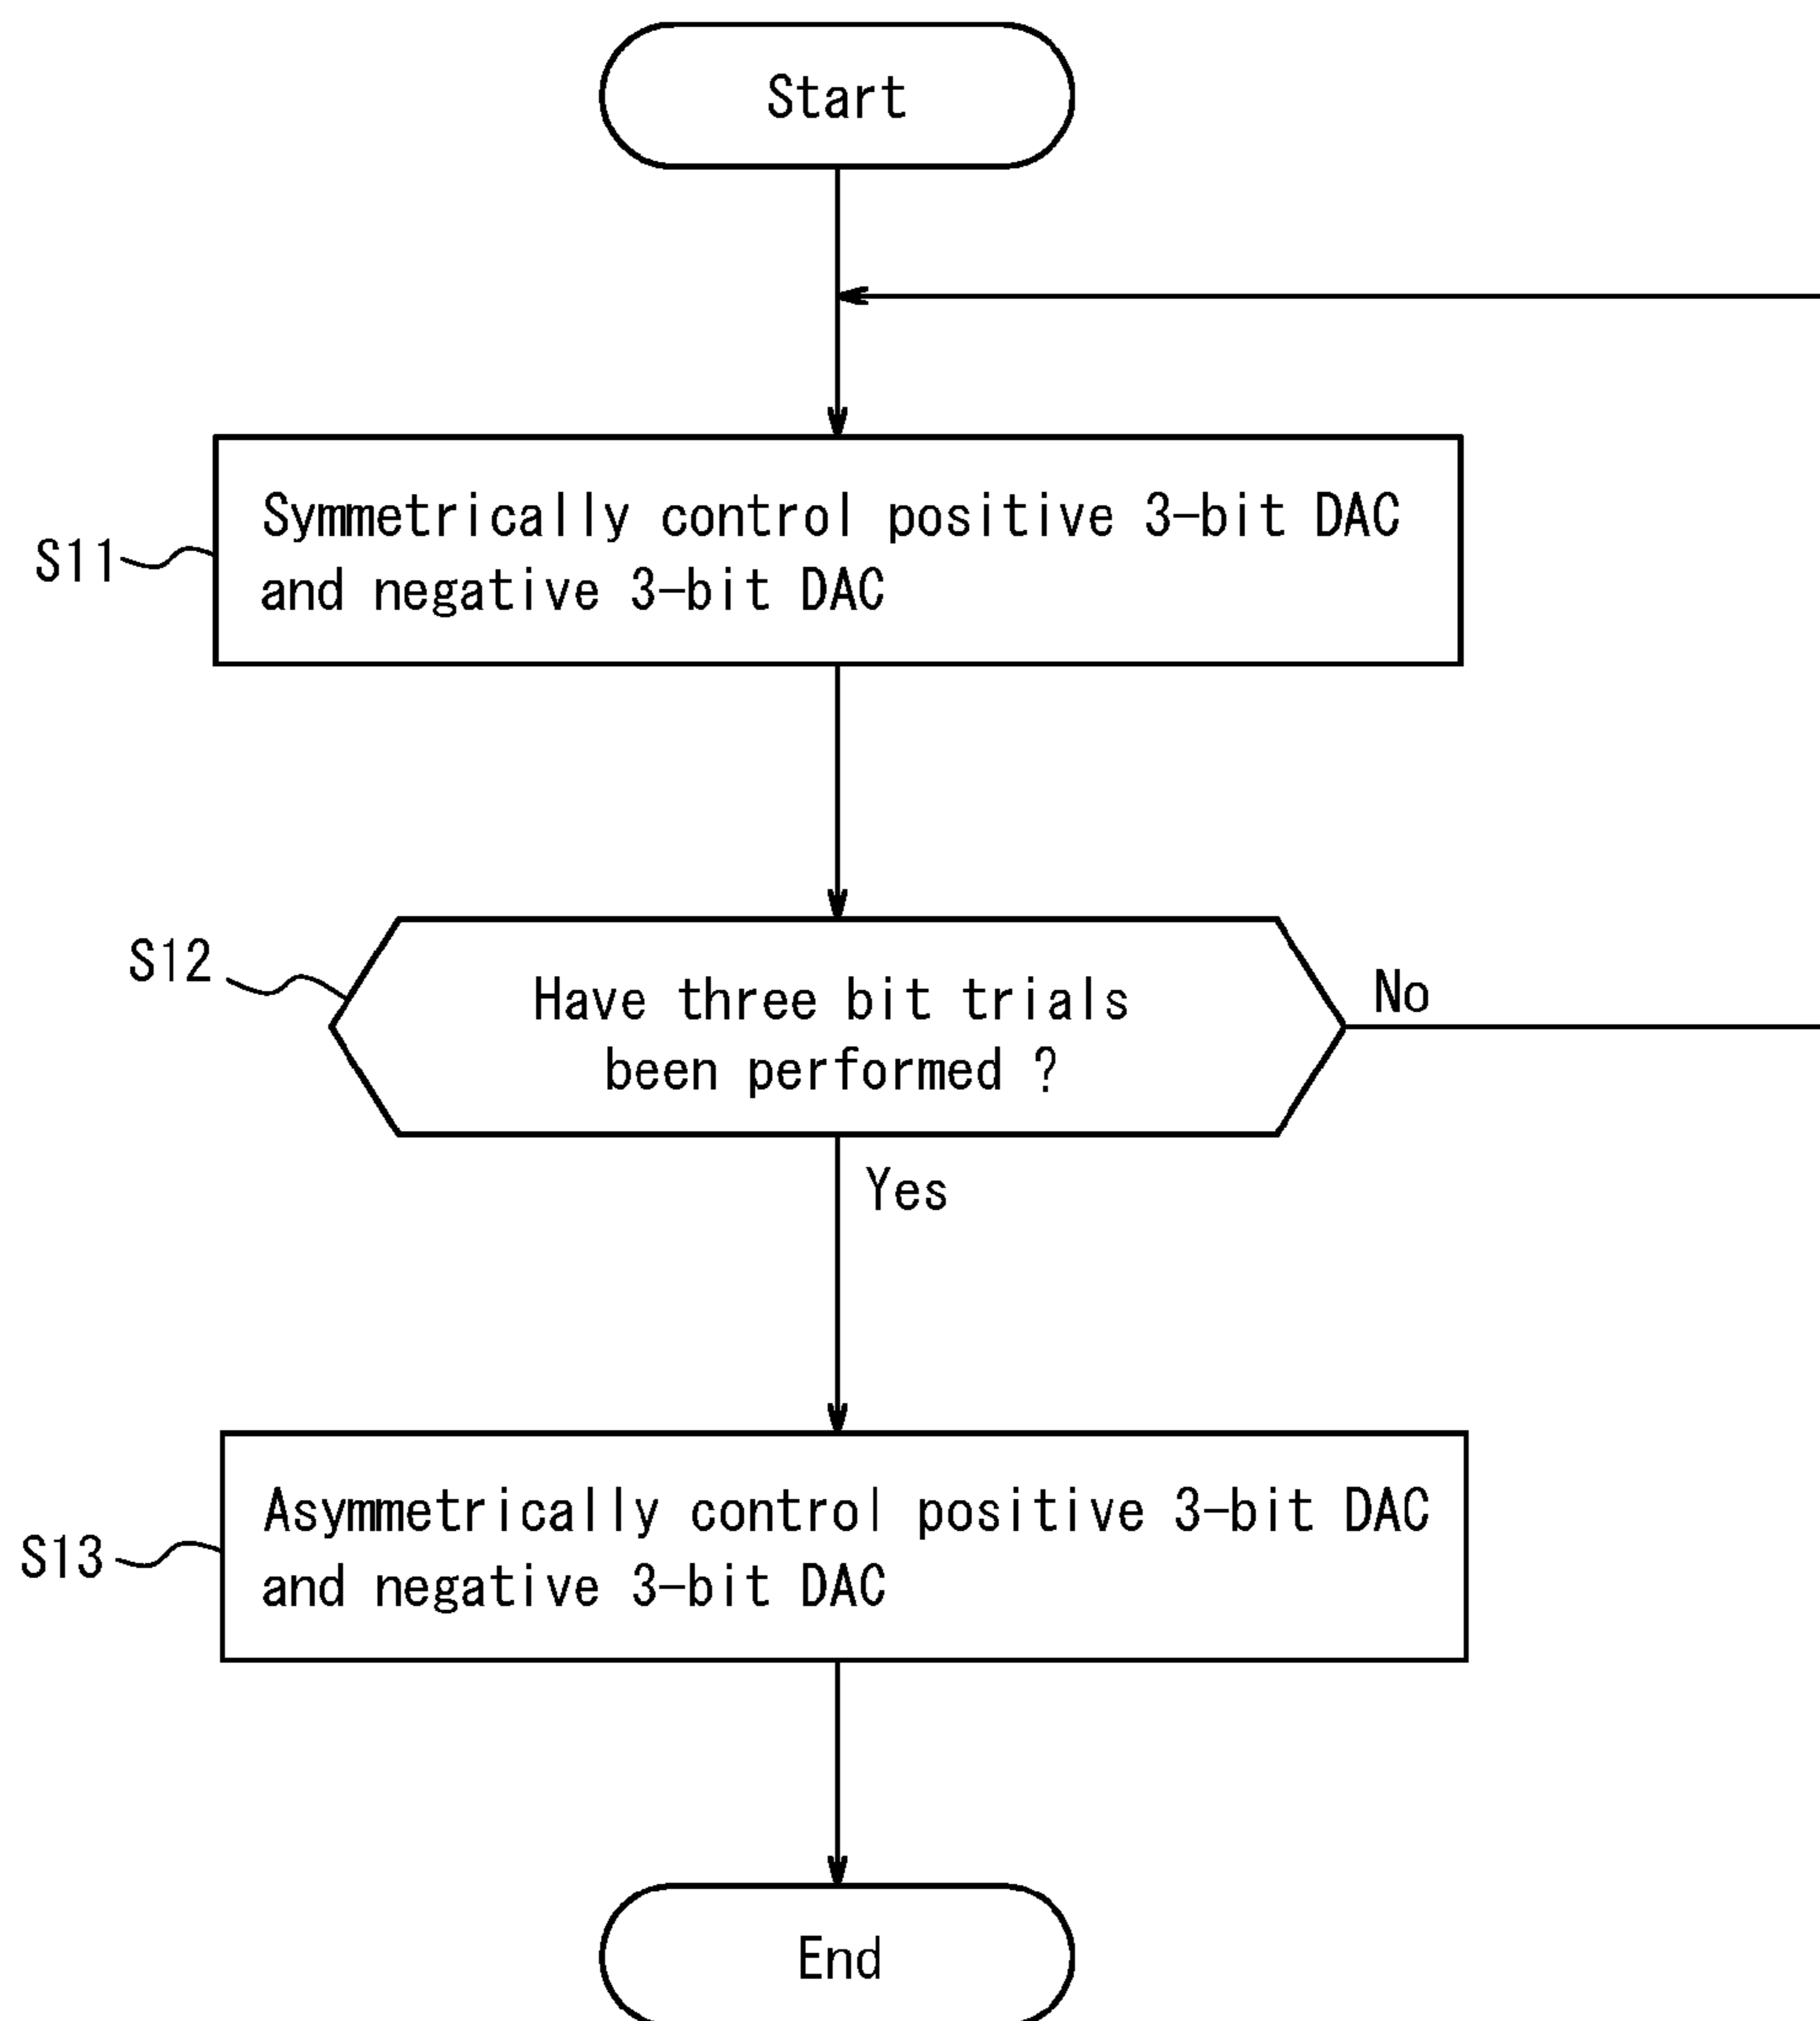 Start
S11
Symmetrically control positive 3-bit DAC
and negative 3-bit DAC
S12
Have three bit trials
been performed ?
No
Yes
S13
Asymmetrically control positive 3-bit DAC
and negative 3-bit DAC
End